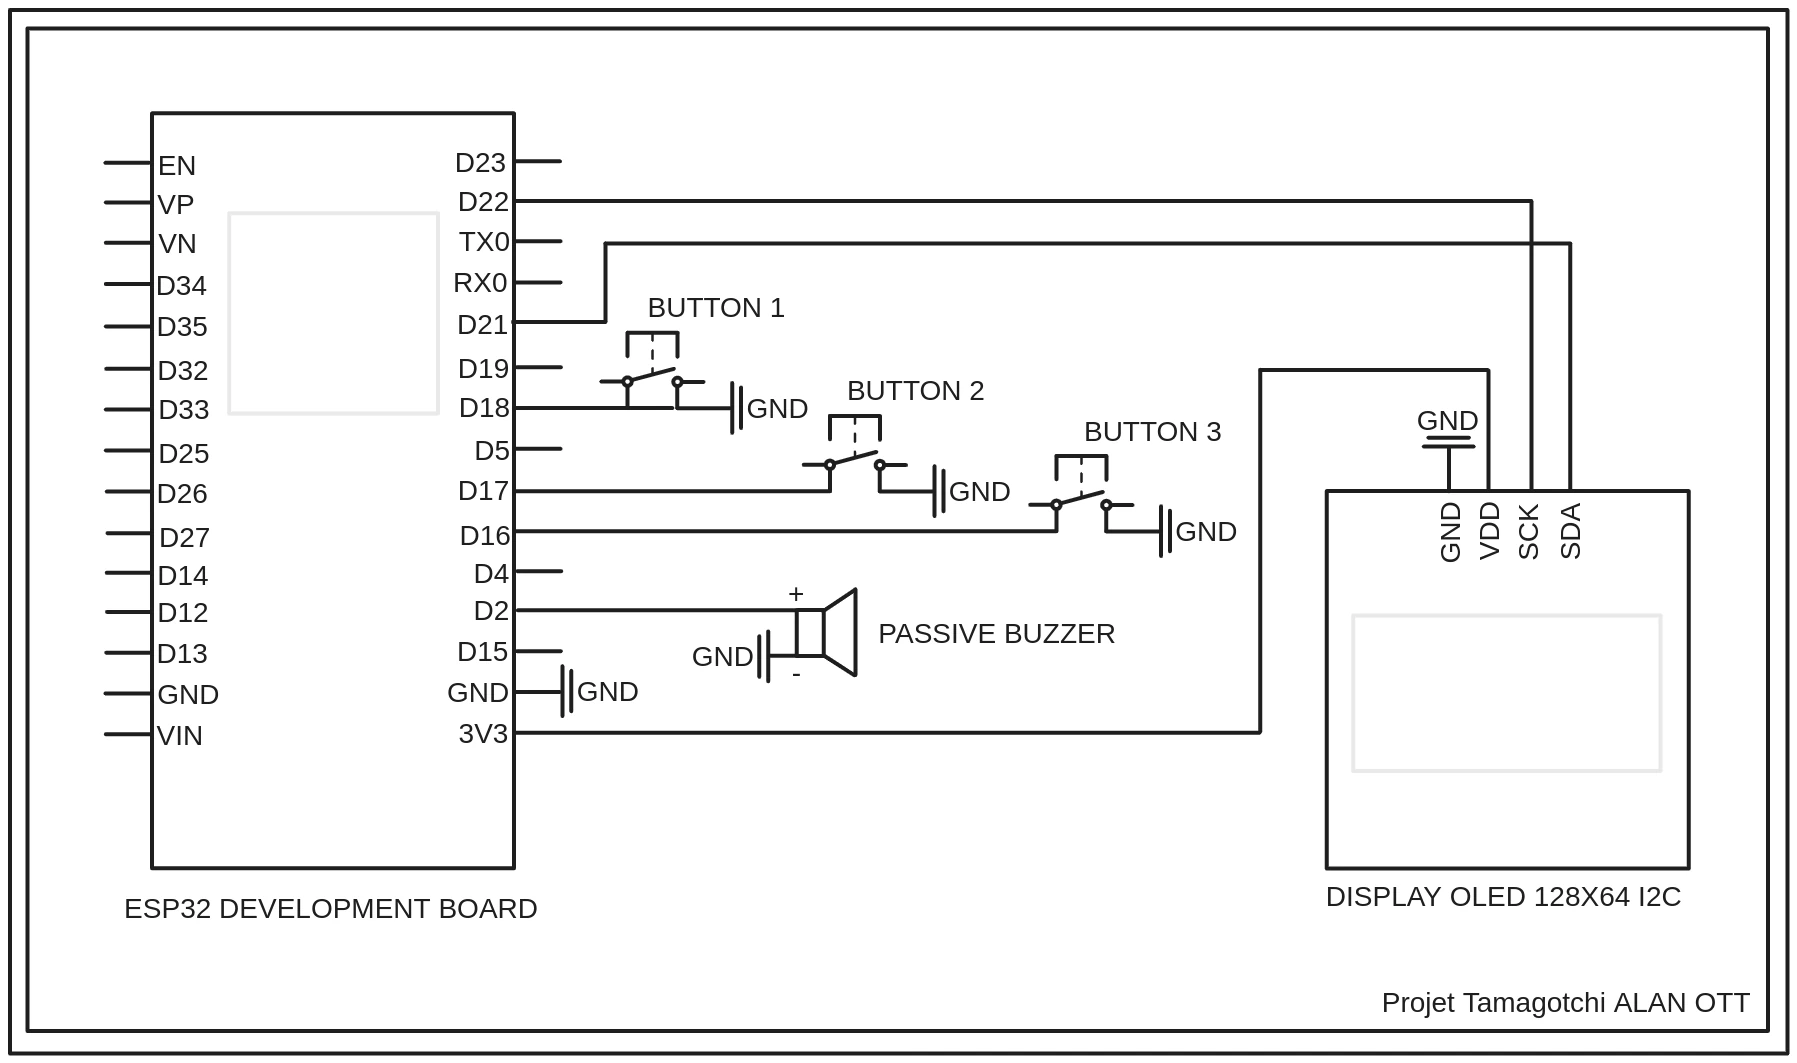 EN
VP
VN
D34
D35
D32
D33
D25
D26
D27
D14
D12
D13
GND
VIN
D23
D22
TX0
RX0
D21
D19
D18
D5
D17
D16
D4
D2
D15
GND
3V3
GND
BUTTON 1
GND
BUTTON 2
GND
BUTTON 3
GND
+
GND
-
PASSIVE BUZZER
GND
GND
VDD
SCK
SDA
ESP32 DEVELOPMENT BOARD
DISPLAY OLED 128X64 I2C
Projet Tamagotchi ALAN OTT